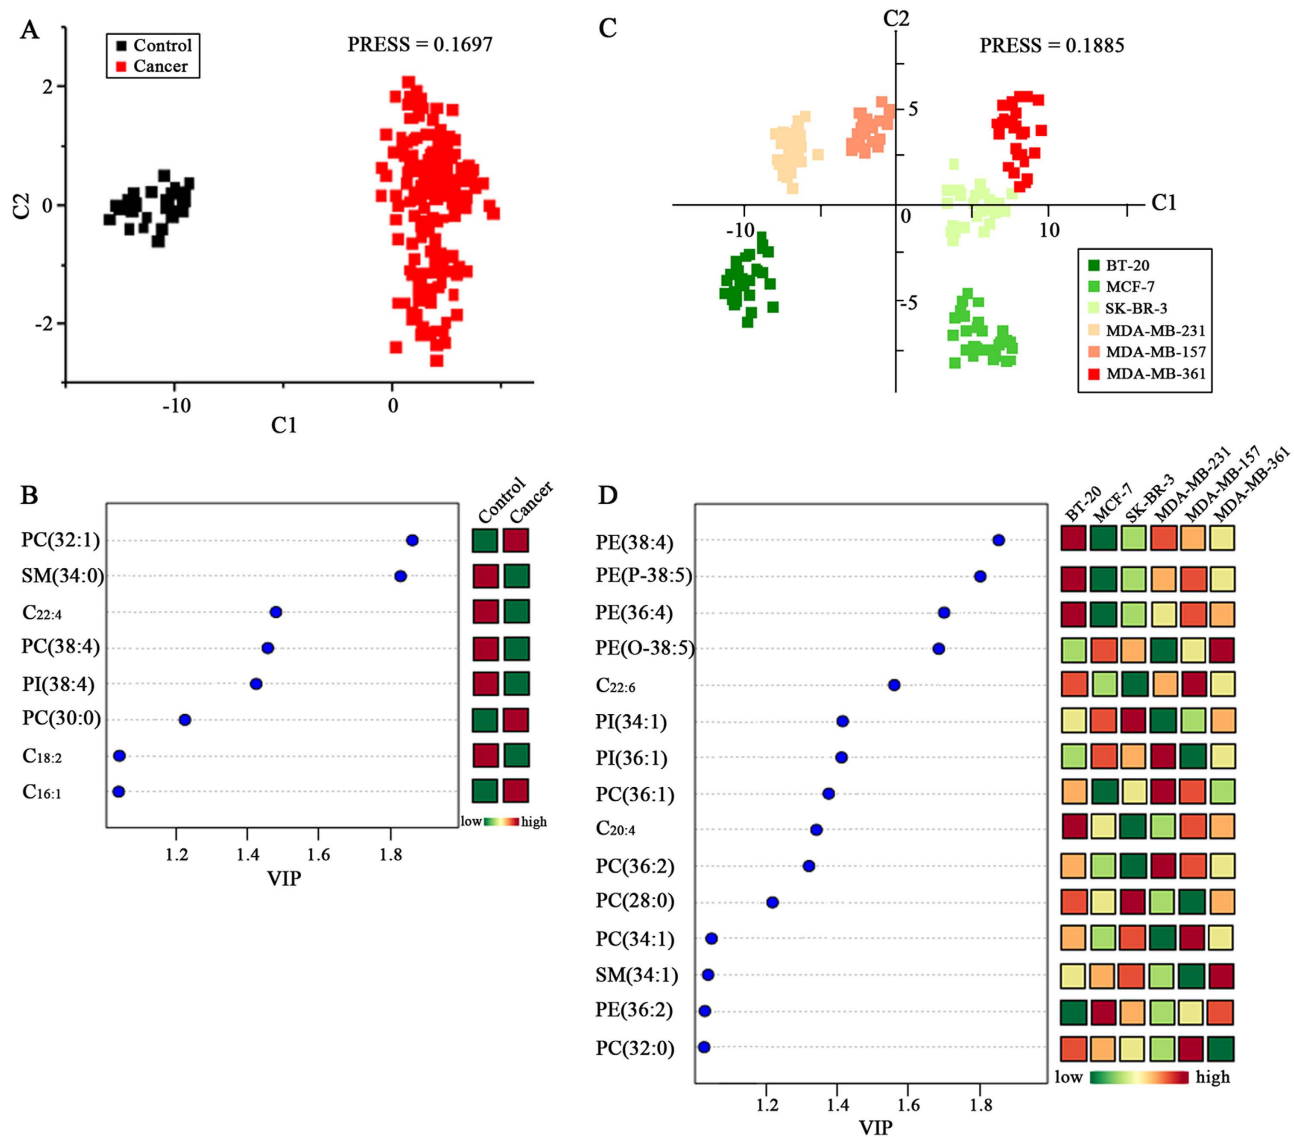 A
PRESS = 0.1697
Control
Cancer
2
0
-2
C2
-10
0
C1
C
C2
PRESS = 0.1885
5
C1
-10
0
10
-5
BT-20
MCF-7
SK-BR-3
MDA-MB-231
MDA-MB-157
MDA-MB-361
B
Control
Cancer
PC(32:1)
SM(34:0)
C22:4
PC(38:4)
PI(38:4)
PC(30:0)
C18:2
C16:1
low high
1.2 1.4 1.6 1.8
VIP
D
BT-20
MCF-7
SK-BR-3
MDA-MB-231
MDA-MB-157
MDA-MB-361
PE(38:4)
PE(P-38:5)
PE(36:4)
PE(O-38:5)
C22:6
PI(34:1)
PI(36:1)
PC(36:1)
C20:4
PC(36:2)
PC(28:0)
PC(34:1)
SM(34:1)
PE(36:2)
PC(32:0)
low high
1.2 1.4 1.6 1.8
VIP